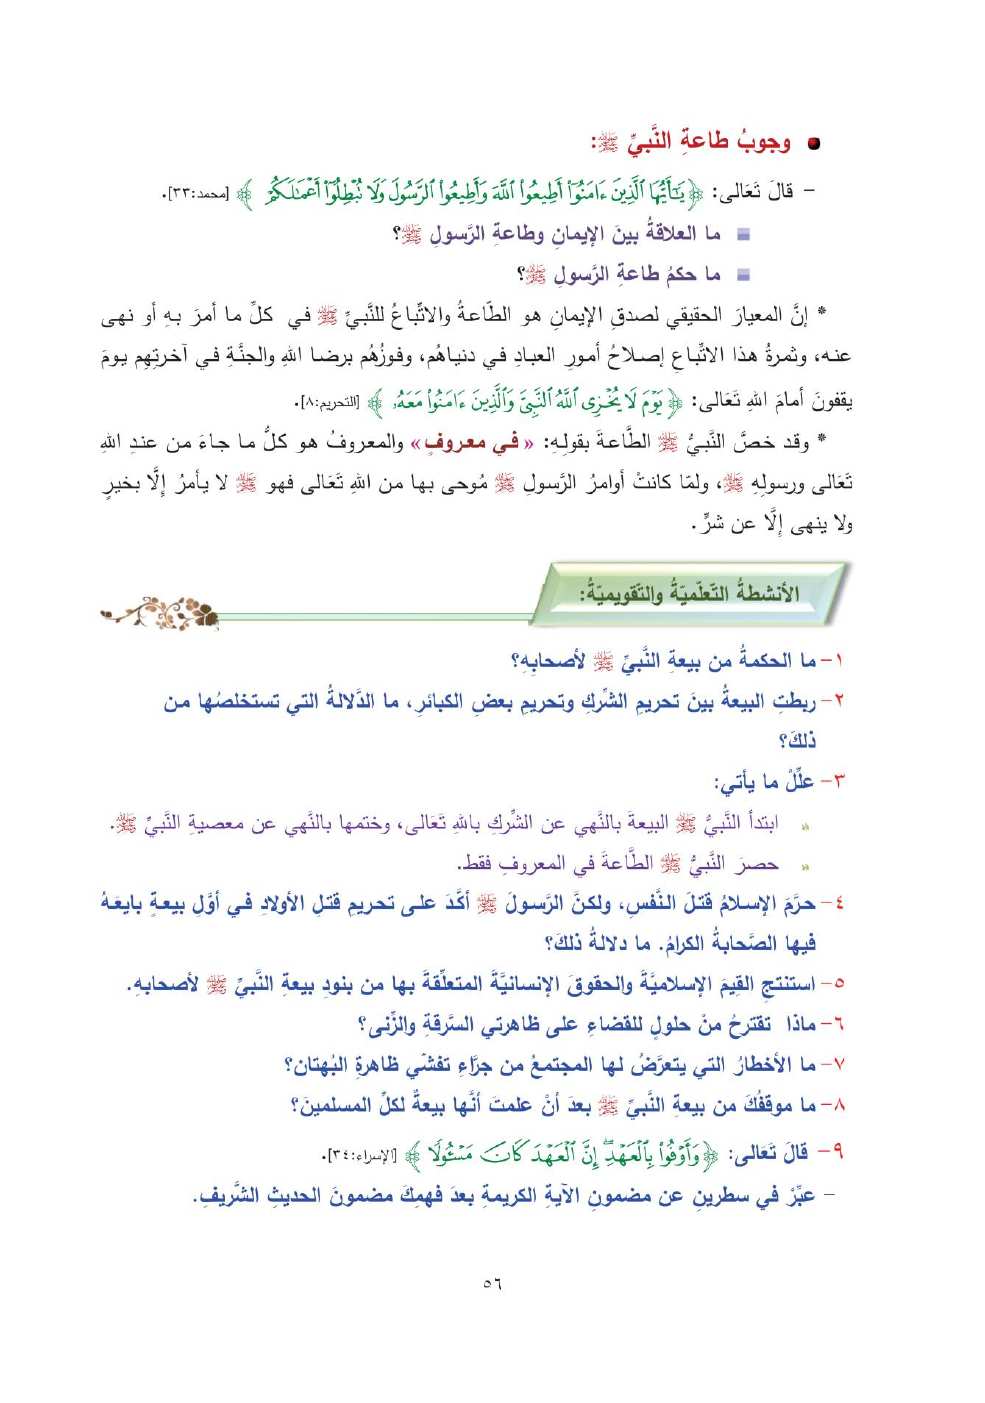 • وجوبُ طاعةِ النَّبيِّ ﷺ:
– قالَ تَعَالى: ﴿ يَٰٓأَيُّهَا ٱلَّذِينَ ءَامَنُوٓاْ أَطِيعُواْ ٱللَّهَ وَأَطِيعُواْ ٱلرَّسُولَ وَلَا تُبْطِلُوٓاْ أَعْمَٰلَكُمْ ﴾ [محمد:٣٣].
ما العلاقةُ بينَ الإيمانِ وطاعةِ الرَّسولِ ﷺ؟
ما حكمُ طاعةِ الرَّسولِ ﷺ؟
* إنَّ المعيارَ الحقيقي لصدقِ الإيمانِ هو الطّاعةُ والاتِّباعُ للنَّبيِّ ﷺ في كلِّ ما أمرَ بهِ أو نهى
عنه، وثمرةُ هذا الاتِّباعِ إصلاحُ أمورِ العبادِ في دنياهُم، وفوزُهُم برضا اللهِ والجنَّةِ في آخرتِهِم يومَ
يقفونَ أمامَ اللهِ تَعَالى: ﴿ يَوْمَ لَا يُخْزِى ٱللَّهُ ٱلنَّبِىَّ وَٱلَّذِينَ ءَامَنُواْ مَعَهُۥ ﴾ [التحريم:٨].
* وقد خصَّ النَّبيُّ ﷺ الطَّاعةَ بقولِهِ: « في معروفٍ» والمعروفُ هو كلُّ ما جاءَ من عندِ اللهِ
تَعَالى ورسولِهِ ﷺ، ولمّا كانتْ أوامرُ الرَّسولِ ﷺ مُوحى بها من اللهِ تَعَالى فهو ﷺ لا يأمرُ إلَّا بخيرٍ
ولا ينهى إلَّا عن شرٍّ.
الأنشطةُ التَّعلّميّةُ والتَّقويميّةُ:
١– ما الحكمةُ من بيعةِ النَّبيِّ ﷺ لأصحابِهِ؟
٢– ربطتِ البيعةُ بينَ تحريمِ الشِّركِ وتحريمِ بعضِ الكبائرِ، ما الدَّلالةُ التي تستخلصُها من
ذلكَ؟
٣– علِّلْ ما يأتي:
ابتدأ النَّبيُّ ﷺ البيعةَ بالنَّهي عن الشِّركِ باللهِ تَعَالى، وختمها بالنَّهي عن معصيةِ النَّبيِّ ﷺ.
حصرَ النَّبيُّ ﷺ الطَّاعةَ في المعروفِ فقط.
٤– حرَّمَ الإسلامُ قتلَ النَّفسِ، ولكنَّ الرَّسولَ ﷺ أكَّدَ على تحريمِ قتلِ الأولادِ في أوَّلِ بيعةٍ بايعَهُ
فيها الصَّحابةُ الكرامُ. ما دلالةُ ذلكَ؟
٥– استنتجِ القِيمَ الإسلاميَّةَ والحقوقَ الإنسانيَّةَ المتعلِّقةَ بها من بنودِ بيعةِ النَّبيِّ ﷺ لأصحابهِ.
٦– ماذا تقترحُ منْ حلولٍ للقضاءِ على ظاهرتي السَّرقةِ والزِّنى؟
٧– ما الأخطارُ التي يتعرَّضُ لها المجتمعُ من جرَّاءِ تفشّي ظاهرةِ البُهتانِ؟
٨– ما موقفُكَ من بيعةِ النَّبيِّ ﷺ بعدَ أنْ علمتَ أنَّها بيعةٌ لكلِّ المسلمينَ؟
٩– قالَ تَعَالى: ﴿ وَأَوْفُواْ بِٱلْعَهْدِۖ إِنَّ ٱلْعَهْدَ كَانَ مَسْـُٔولًا ﴾ [الإسراء:٣٤].
– عبِّرْ في سطرينِ عن مضمونِ الآيةِ الكريمةِ بعدَ فهمِكَ مضمونَ الحديثِ الشَّريفِ.
٥٦